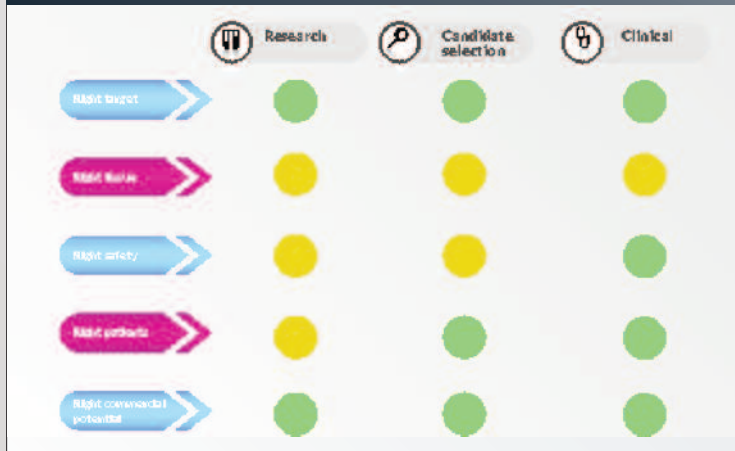 Research
Candidate
selection
Clinical
Right target
Right tissue
Right safety
Right patients
Right commercial
potential